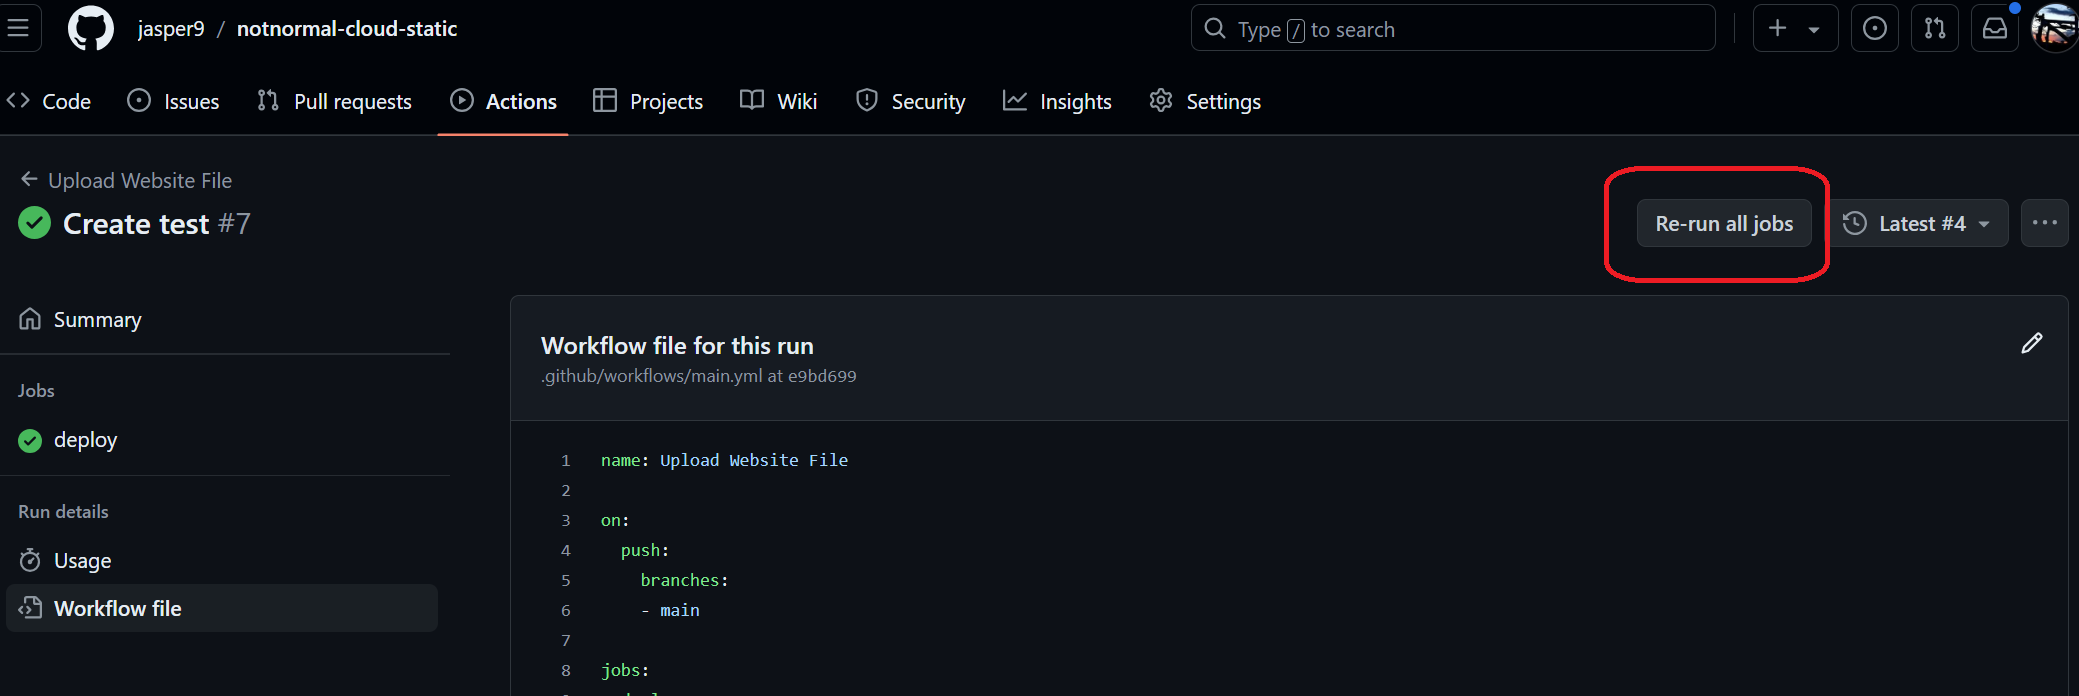 jasper9 / notnormal-cloud-static
Type / to search
Code Issues Pull requests Actions Projects Wiki Security Insights Settings
Upload Website File
Create test #7
Re-run all jobs
Latest #4
Summary
Jobs
deploy
Run details
Usage
Workflow file
Workflow file for this run
.github/workflows/main.yml at e9bd699
1 name: Upload Website File
2
3 on:
4 push:
5 branches:
6 - main
7
8 jobs: